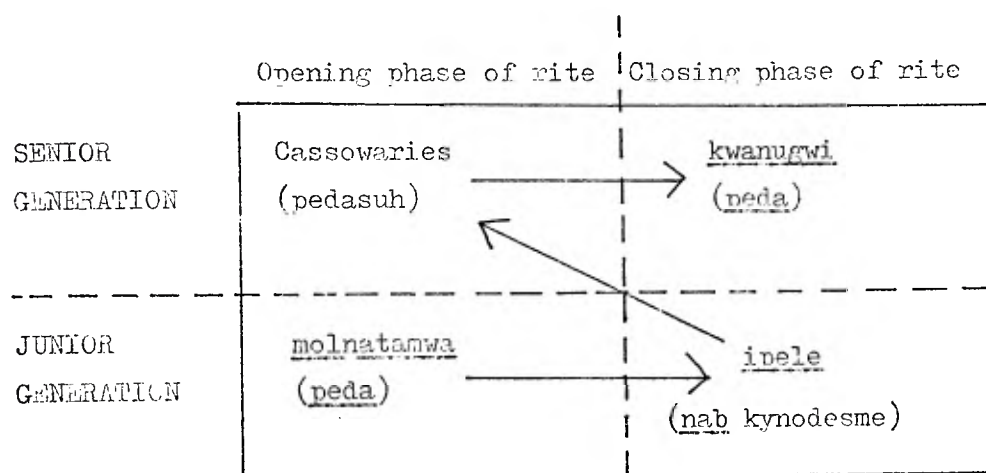 Opening phase of rite Closing phase of rite
SENIOR Cassowaries kwanugwi
GENERATION (pedasuh) (peda)
JUNIOR molnatamwa ipele
GENERATION (peda) (nab kynodesme)